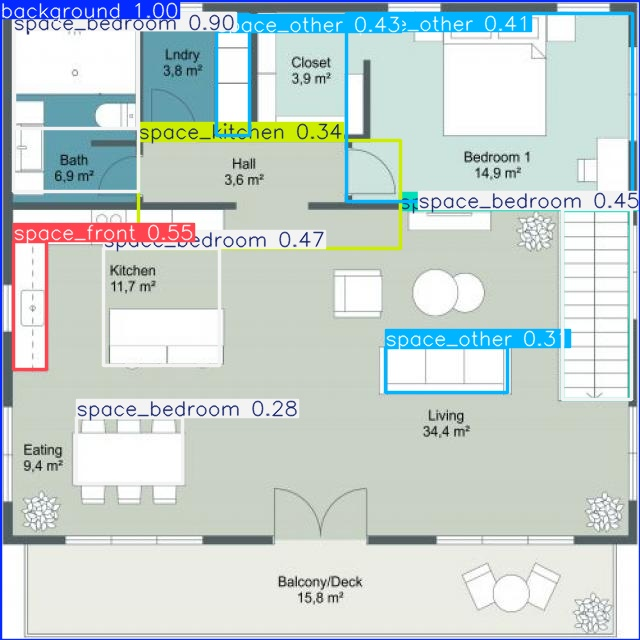 background 1.00
space_bedroom 0.90
space_other 0.43
space_other 0.41
Lndry
3,8 m²
Closet
3,9 m²
space_kitchen 0.34
Bath
6,9 m²
Hall
3,6 m²
Bedroom 1
14,9 m²
space_bedroom 0.45
space_front 0.55
space_bedroom 0.47
Kitchen
11,7 m²
space_other 0.31
space_bedroom 0.28
Living
34,4 m²
Eating
9,4 m²
Balcony/Deck
15,8 m²